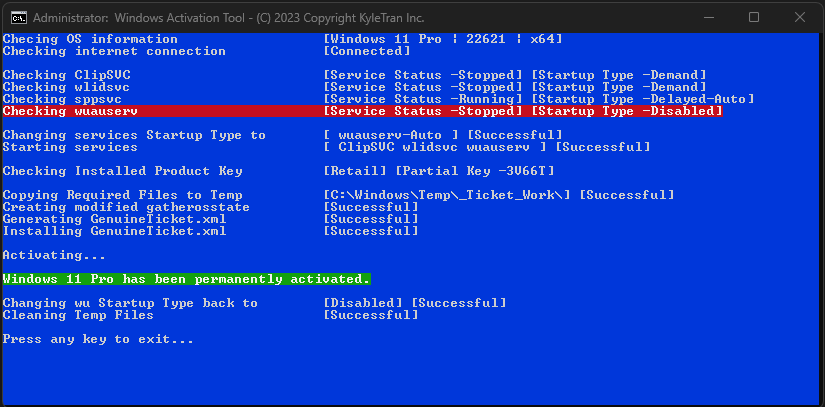 Administrator: Windows Activation Tool - (C) 2023 Copyright KyleTran Inc.
Checing OS information [Windows 11 Pro | 22621 | x64]
Checking internet connection [Connected]
Checking ClipSVC [Service Status -Stopped] [Startup Type -Demand]
Checking wlidsvc [Service Status -Stopped] [Startup Type -Demand]
Checking sppsvc [Service Status -Running] [Startup Type -Delayed-Auto]
Checking wuauserv [Service Status -Stopped] [Startup Type -Disabled]
Changing services Startup Type to [ wuauserv-Auto ] [Successful]
Starting services [ ClipSVC wlidsvc wuauserv ] [Successful]
Checking Installed Product Key [Retail] [Partial Key -3V66T]
Copying Required Files to Temp [C:\Windows\Temp\_Ticket_Work\] [Successful]
Creating modified gatherosstate [Successful]
Generating GenuineTicket.xml [Successful]
Installing GenuineTicket.xml [Successful]
Activating...
Windows 11 Pro has been permanently activated.
Changing wu Startup Type back to [Disabled] [Successful]
Cleaning Temp Files [Successful]
Press any key to exit...